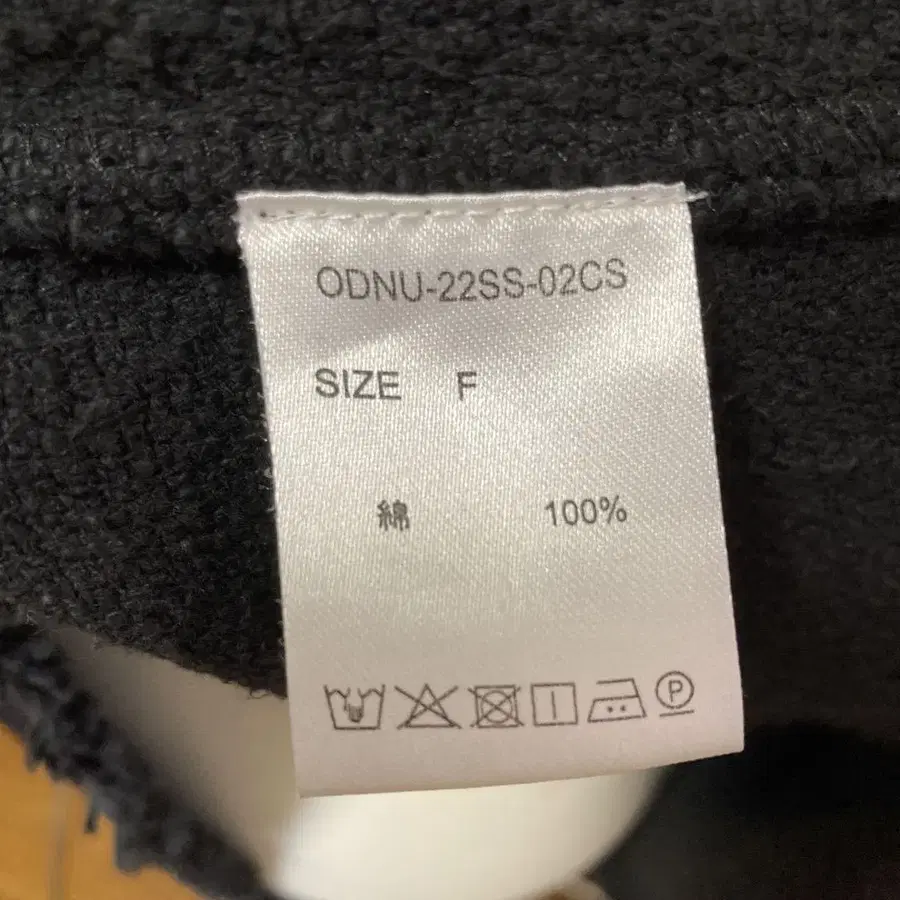 ODNU-22SS-02CS
SIZE F
綿 100%
P